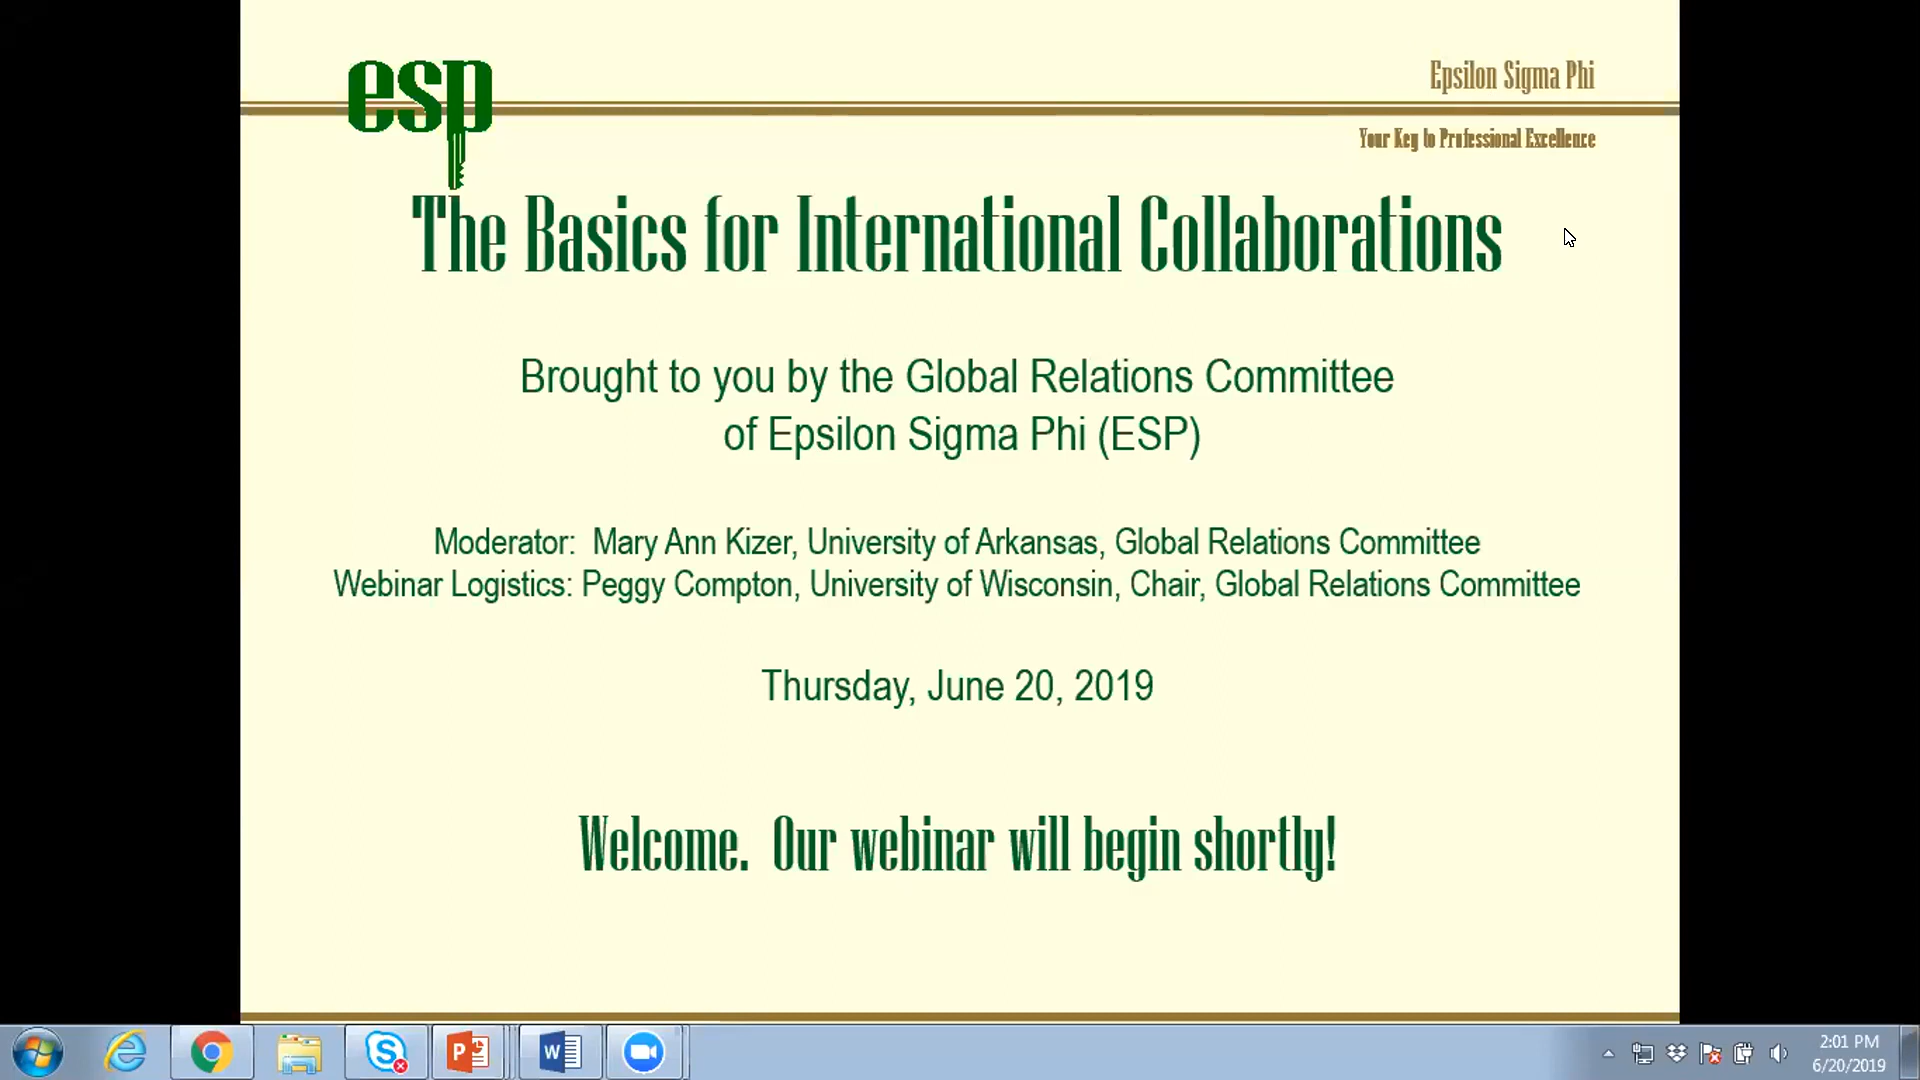 esp
Epsilon Sigma Phi
Your Key to Professional Excellence
The Basics for International Collaborations
Brought to you by the Global Relations Committee
of Epsilon Sigma Phi (ESP)
Moderator:  Mary Ann Kizer, University of Arkansas, Global Relations Committee
Webinar Logistics: Peggy Compton, University of Wisconsin, Chair, Global Relations Committee
Thursday, June 20, 2019
Welcome.  Our webinar will begin shortly!
2:01 PM
6/20/2019